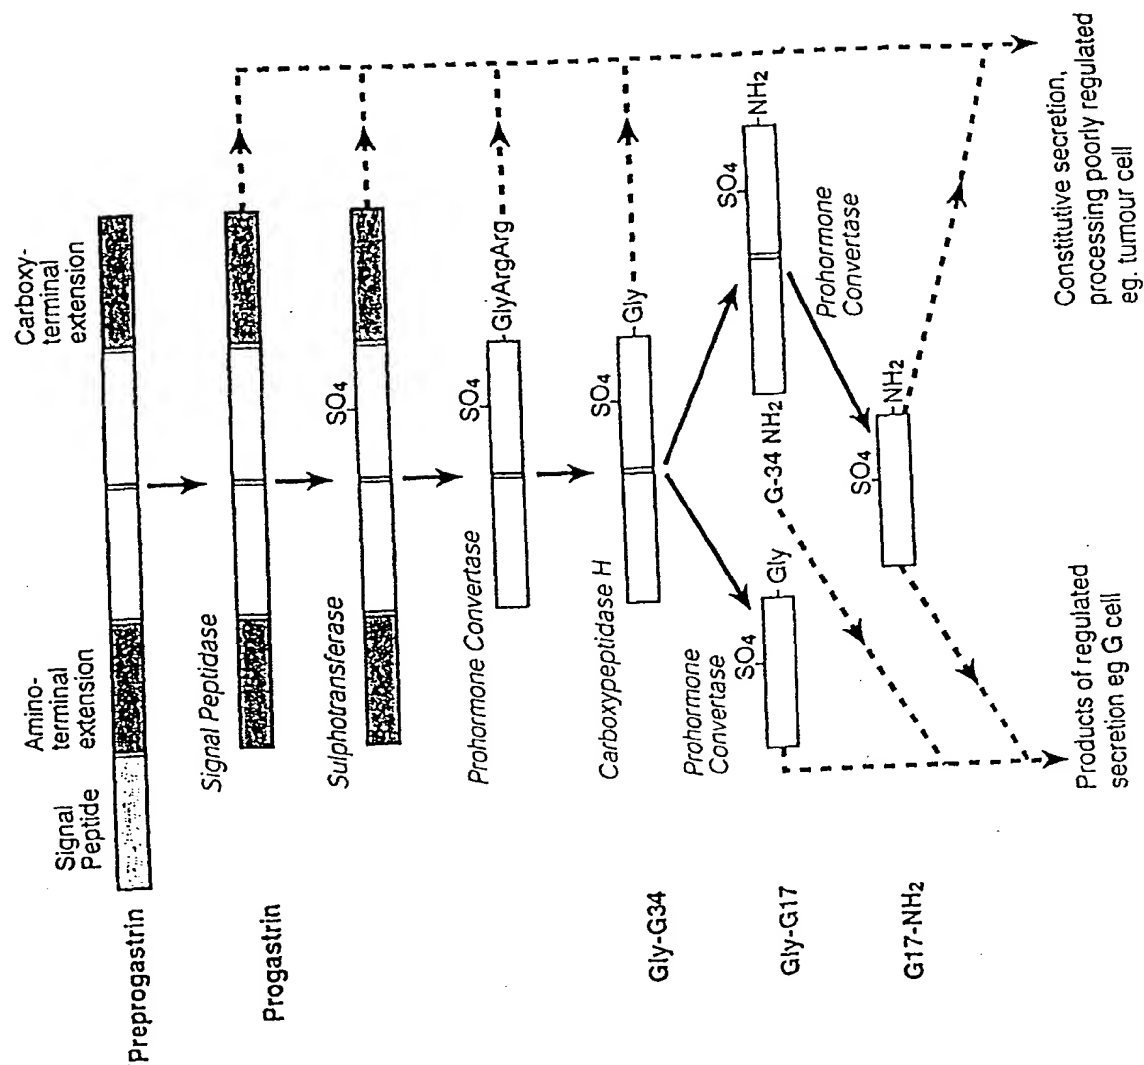 Signal
Peptide
Amino-
terminal
extension
Carboxy-
terminal
extension
Preprogastrin
Signal Peptidase
Progastrin
Sulphotransferase
SO4
Prohormone Convertase
SO4
GlyArgArg
Carboxypeptidase H
SO4
Gly
Gly-G34
Prohormone
Convertase
SO4
Gly
G-34 NH2
SO4
NH2
Gly-G17
Prohormone
Convertase
SO4
NH2
G17-NH2
Products of regulated
secretion eg G cell
Constitutive secretion,
processing poorly regulated
eg. tumour cell